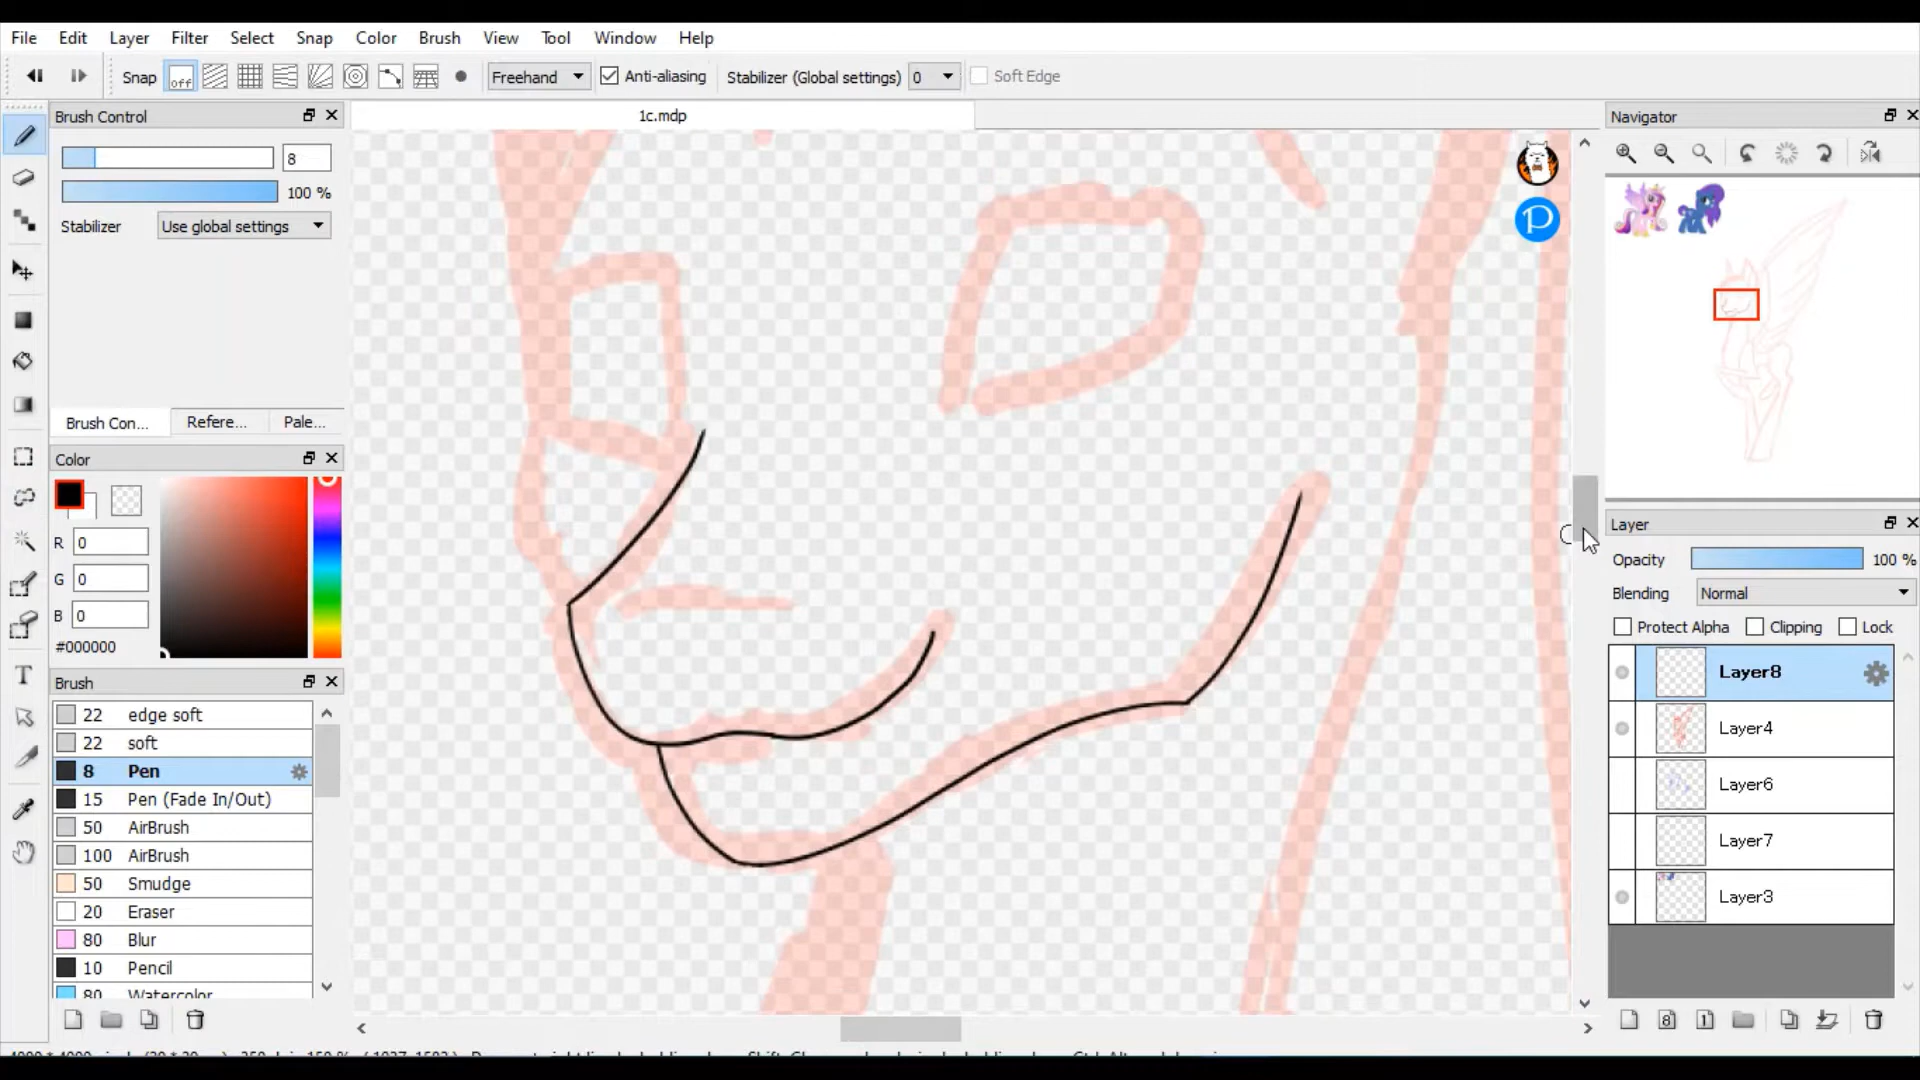 File Edit Layer Filter Select Snap Color Brush View Tool Window Help
Snap off Freehand Anti-aliasing Stabilizer (Global settings) 0 Soft Edge
Brush Control
8
100 %
Stabilizer Use global settings
Brush Con... Refere... Pale...
Color
R 0
G 0
B 0
#000000
Brush
22 edge soft
22 soft
8 Pen
15 Pen (Fade In/Out)
50 AirBrush
100 AirBrush
50 Smudge
20 Eraser
80 Blur
10 Pencil
80 Watercolor
1c.mdp
P
Navigator
Layer
Opacity 100 %
Blending Normal
Protect Alpha Clipping Lock
Layer8
Layer4
Layer6
Layer7
Layer3
8 1
T